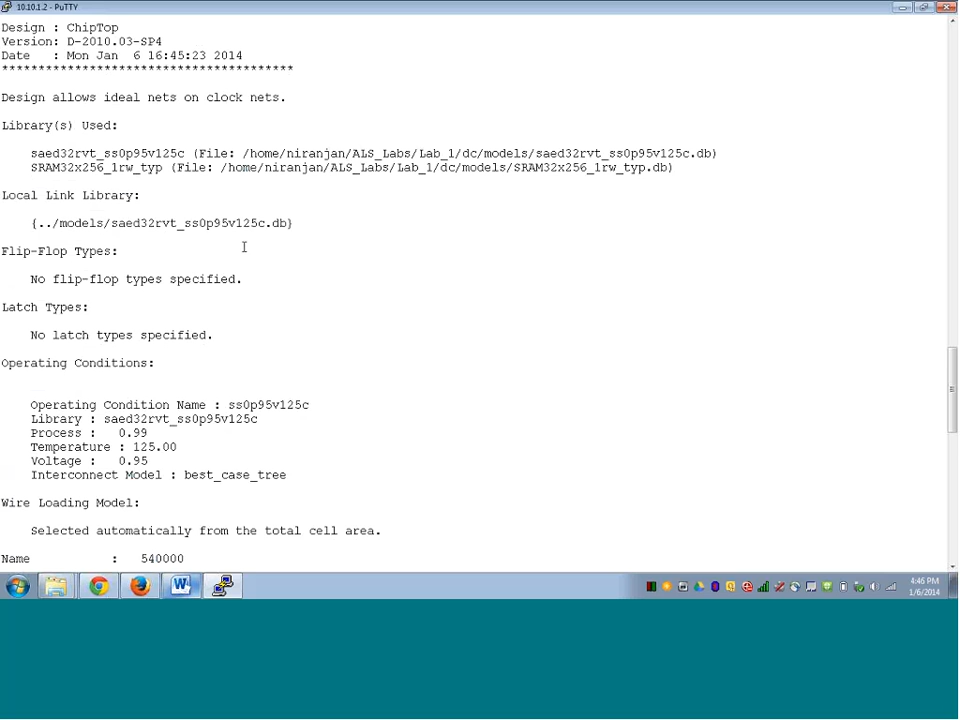 10.10.1.2 - PuTTY
Design : ChipTop
Version: D-2010.03-SP4
Date   : Mon Jan  6 16:45:23 2014
****************************************
Design allows ideal nets on clock nets.
Library(s) Used:
saed32rvt_ss0p95v125c (File: /home/niranjan/ALS_Labs/Lab_1/dc/models/saed32rvt_ss0p95v125c.db)
SRAM32x256_1rw_typ (File: /home/niranjan/ALS_Labs/Lab_1/dc/models/SRAM32x256_1rw_typ.db)
Local Link Library:
{../models/saed32rvt_ss0p95v125c.db}
Flip-Flop Types:
No flip-flop types specified.
Latch Types:
No latch types specified.
Operating Conditions:
Operating Condition Name : ss0p95v125c
Library : saed32rvt_ss0p95v125c
Process :   0.99
Temperature : 125.00
Voltage :   0.95
Interconnect Model : best_case_tree
Wire Loading Model:
Selected automatically from the total cell area.
Name           :   540000
4:46 PM
1/6/2014